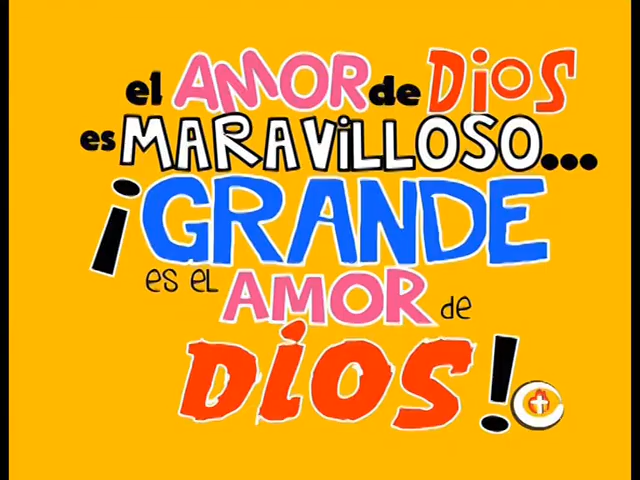 el AMOR de DiOS
es MARAViLLOSO...
¡GRANDE
ES EL AMOR de
DiOS!